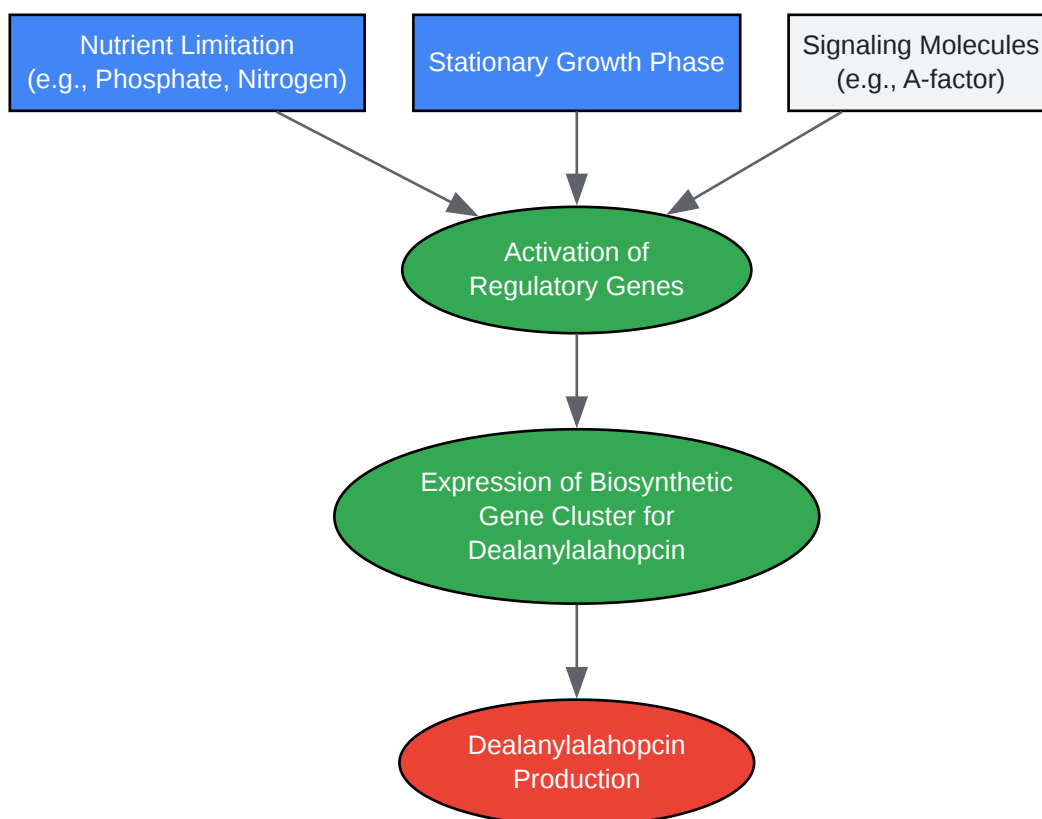 Nutrient Limitation
(e.g., Phosphate, Nitrogen)
Stationary Growth Phase
Signaling Molecules
(e.g., A-factor)
Activation of
Regulatory Genes
Expression of Biosynthetic
Gene Cluster for
Dealanylalahopcin
Dealanylalahopcin
Production